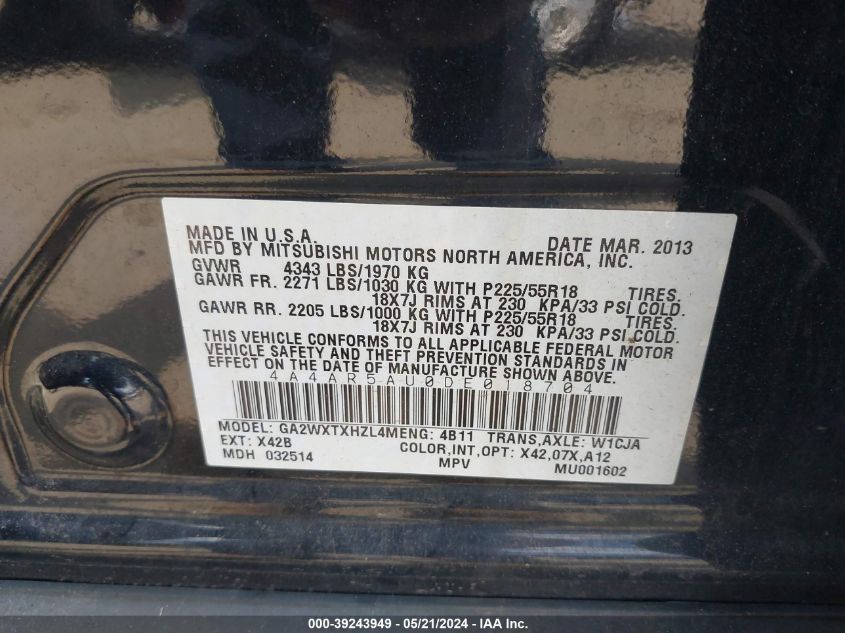 MADE IN U.S.A. DATE MAR. 2013
MFD BY MITSUBISHI MOTORS NORTH AMERICA, INC.
GVWR 4343 LBS/1970 KG
GAWR FR. 2271 LBS/1030 KG WITH P225/55R18 TIRES.
18X7J RIMS AT 230 KPA/33 PSI COLD.
GAWR RR. 2205 LBS/1000 KG WITH P225/55R18 TIRES.
18X7J RIMS AT 230 KPA/33 PSI COLD.
THIS VEHICLE CONFORMS TO ALL APPLICABLE FEDERAL MOTOR
VEHICLE SAFETY AND THEFT PREVENTION STANDARDS IN
EFFECT ON THE DATE OF MANUFACTURE SHOWN ABOVE.
4A4AR5AU0DE018704
MODEL: GA2WXTXHZL4MENG: 4B11 TRANS,AXLE: W1CJA
EXT: X42B COLOR,INT,OPT: X42,07X,A12
MDH 032514 MPV MU001602
000-39243949 - 05/21/2024 - © IAA Holdings, LLC.